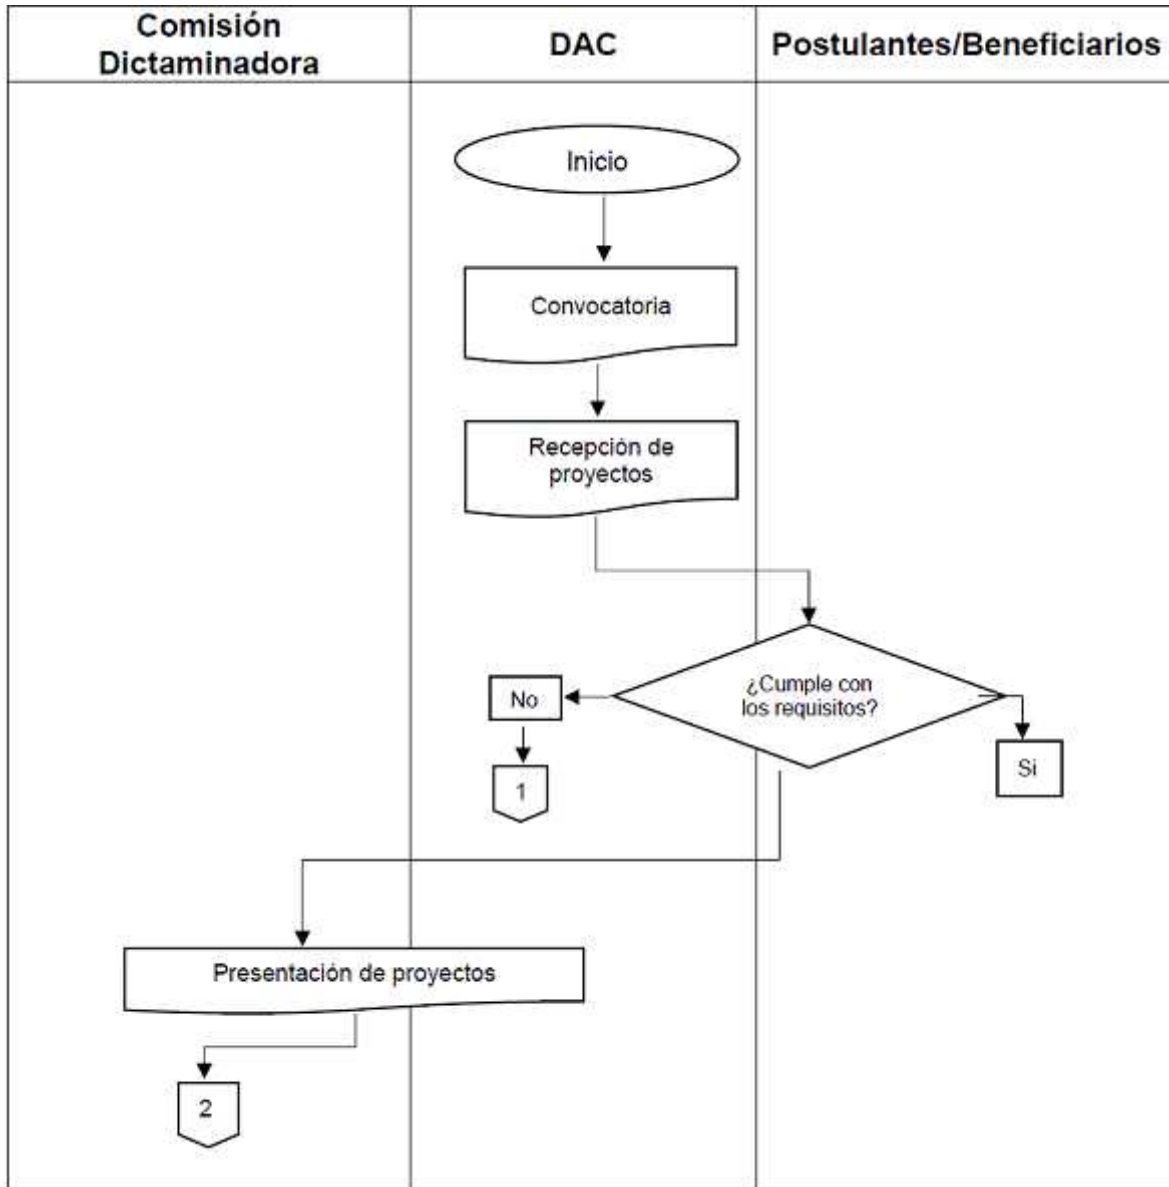 Comisión
Dictaminadora
DAC
Postulantes/Beneficiarios
Inicio
Convocatoria
Recepción de
proyectos
¿Cumple con
los requisitos?
No
Si
1
Presentación de proyectos
2